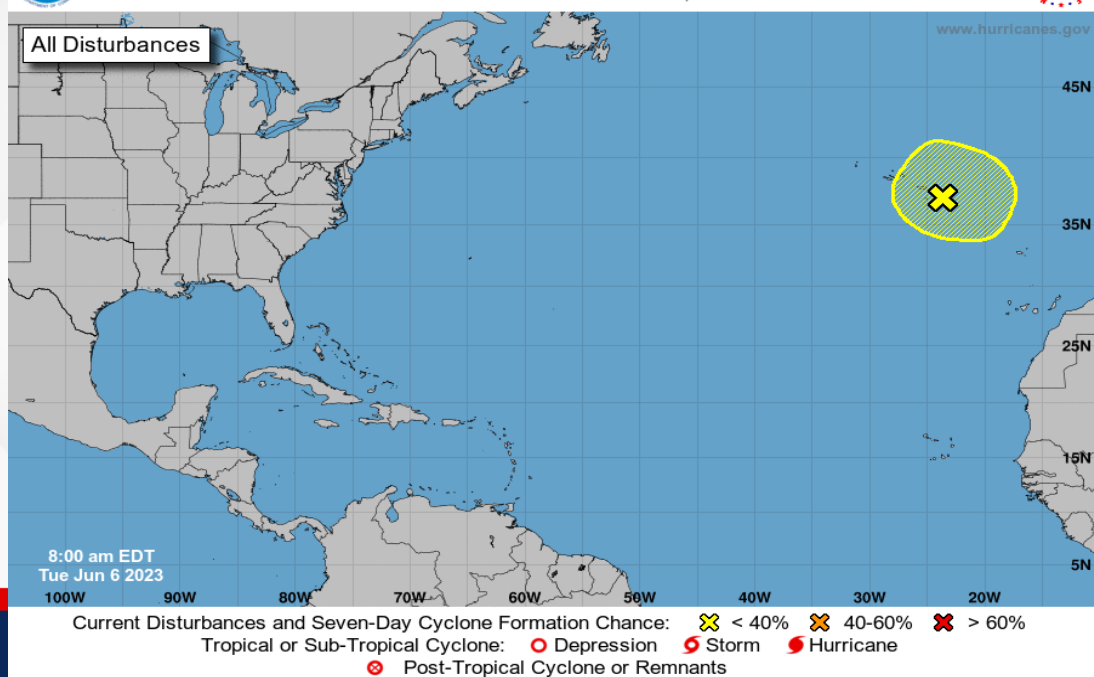 www.hurricanes.gov
All Disturbances
45N
35N
25N
15N
5N
8:00 am EDT
Tue Jun 6 2023
100W 90W 80W 70W 60W 50W 40W 30W 20W
Current Disturbances and Seven-Day Cyclone Formation Chance: < 40% 40-60% > 60%
Tropical or Sub-Tropical Cyclone: Depression Storm Hurricane
Post-Tropical Cyclone or Remnants